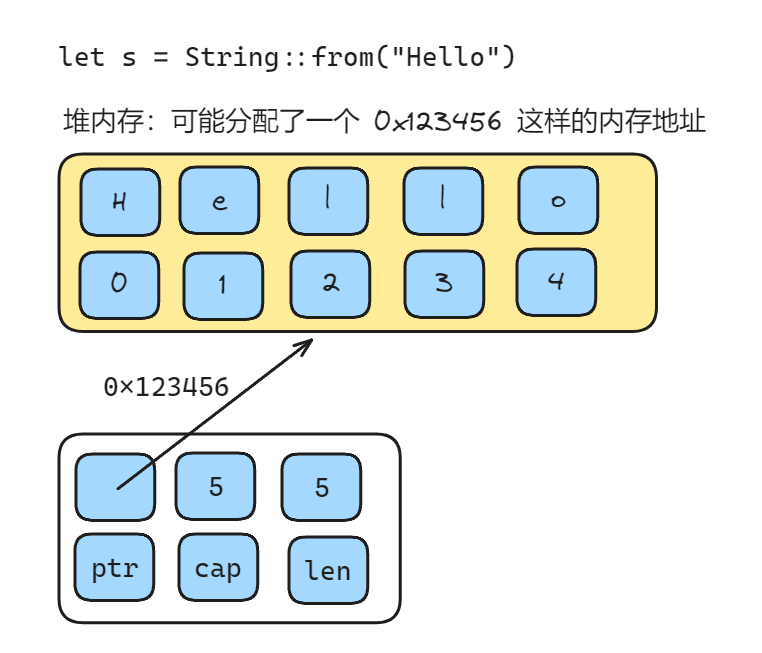 let s = String::from("Hello")
堆内存：可能分配了一个 0x123456 这样的内存地址
H e l l o
0 1 2 3 4
0×123456
5 5
ptr cap len